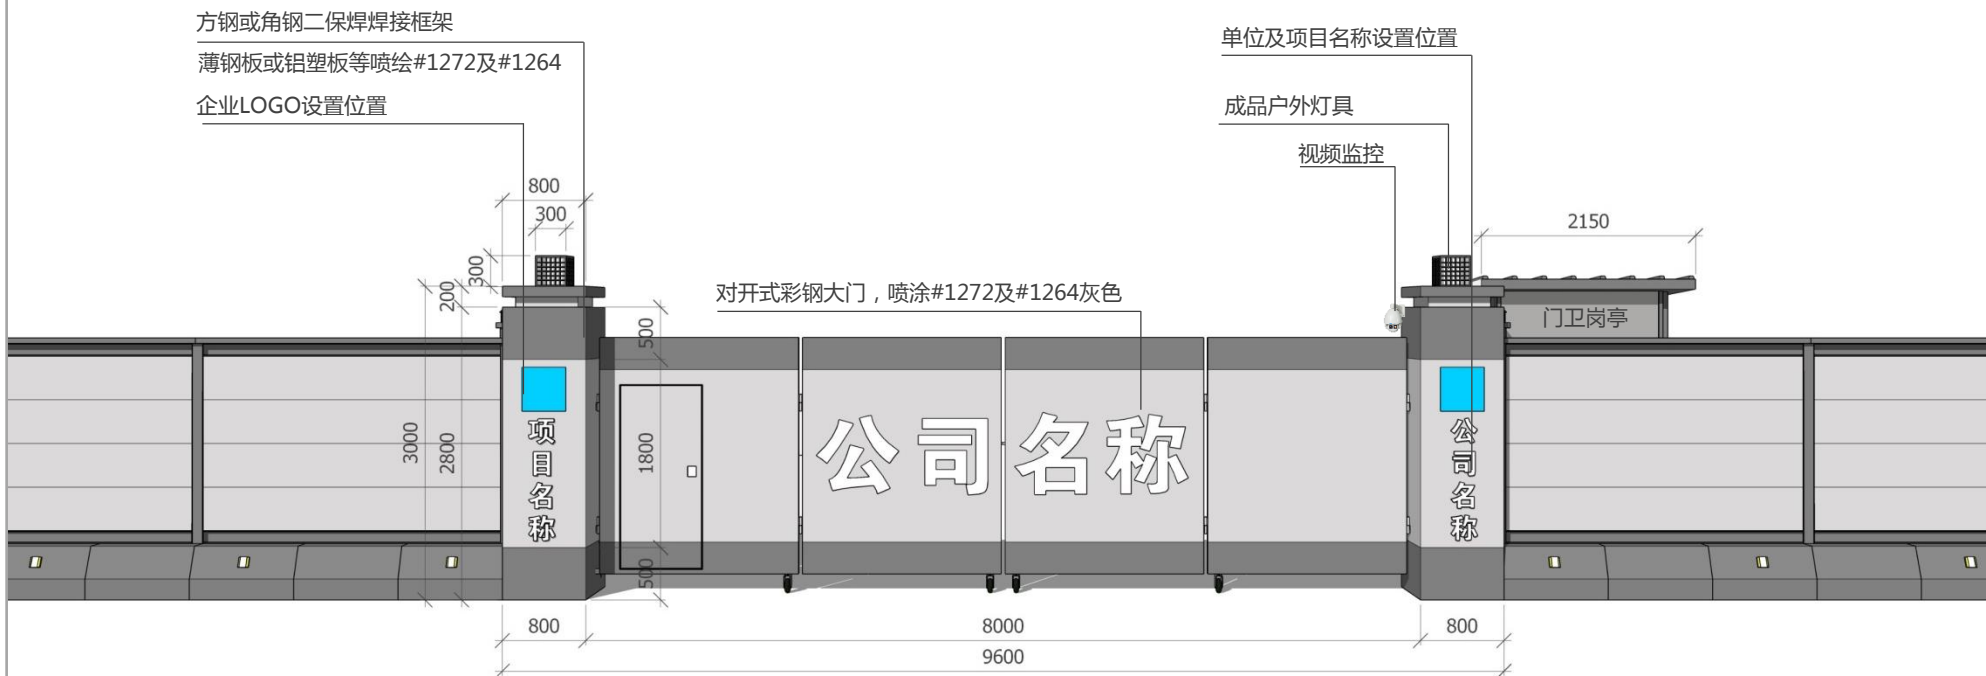 方钢或角钢二保焊焊接框架
薄钢板或铝塑板等喷绘#1272及#1264
企业LOGO设置位置
单位及项目名称设置位置
成品户外灯具
视频监控
800
300
2150
300
200
对开式彩钢大门，喷涂#1272及#1264灰色
门卫岗亭
500
项目名称
公司名称
公司名称
3000
2800
1800
500
800
8000
800
9600